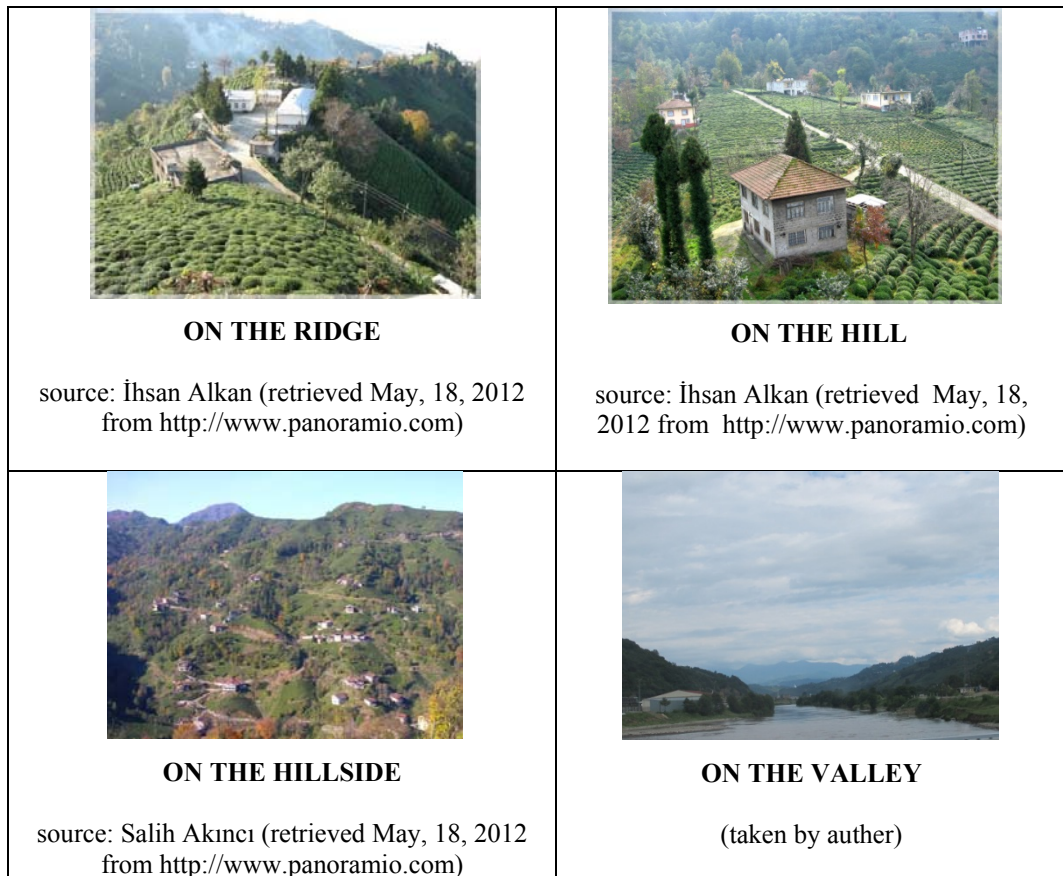 ON THE RIDGE
source: İhsan Alkan (retrieved May, 18, 2012
from http://www.panoramio.com)
ON THE HILL
source: İhsan Alkan (retrieved May, 18,
2012 from http://www.panoramio.com)
ON THE HILLSIDE
source: Salih Akıncı (retrieved May, 18, 2012
from http://www.panoramio.com)
ON THE VALLEY
(taken by auther)